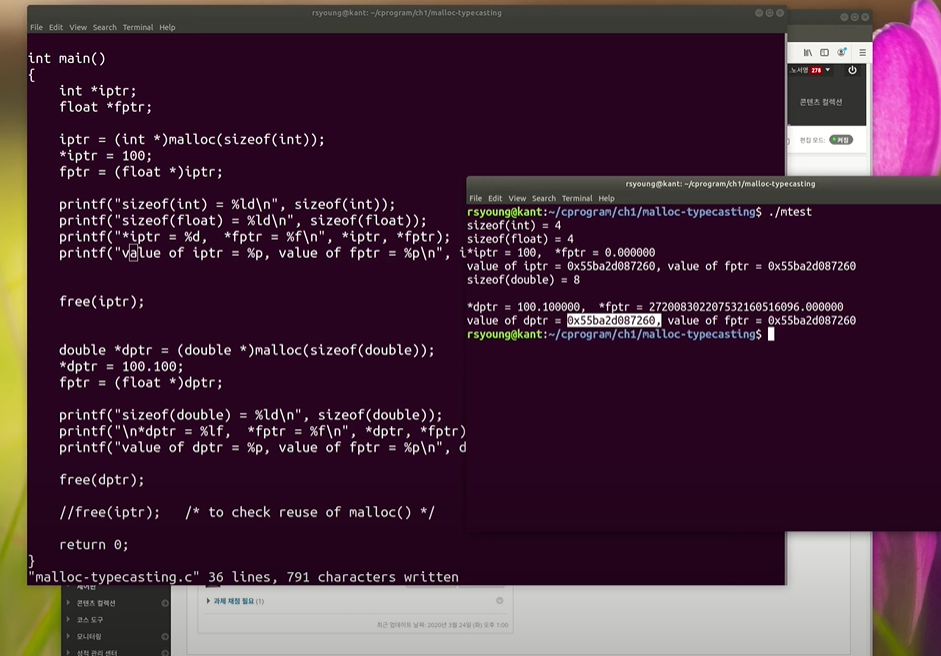 rsyoung@kant: ~/cprogram/ch1/malloc-typecasting
File Edit View Search Terminal Help
int main()
{
int *iptr;
float *fptr;
iptr = (int *)malloc(sizeof(int));
*iptr = 100;
fptr = (float *)iptr;
printf("sizeof(int) = %ld\n", sizeof(int));
printf("sizeof(float) = %ld\n", sizeof(float));
printf("*iptr = %d,  *fptr = %f\n", *iptr, *fptr);
printf("value of iptr = %p, value of fptr = %p\n", i
free(iptr);
double *dptr = (double *)malloc(sizeof(double));
*dptr = 100.100;
fptr = (float *)dptr;
printf("sizeof(double) = %ld\n", sizeof(double));
printf("\n*dptr = %lf,  *fptr = %f\n", *dptr, *fptr)
printf("value of dptr = %p, value of fptr = %p\n", d
free(dptr);
//free(iptr);   /* to check reuse of malloc() */
return 0;
}
"malloc-typecasting.c" 36 lines, 791 characters written
노서영 278
콘텐츠 컬렉션
편집 모드: 켜짐
rsyoung@kant: ~/cprogram/ch1/malloc-typecasting
File Edit View Search Terminal Help
rsyoung@kant:~/cprogram/ch1/malloc-typecasting$ ./mtest
sizeof(int) = 4
sizeof(float) = 4
*iptr = 100,  *fptr = 0.000000
value of iptr = 0x55ba2d087260, value of fptr = 0x55ba2d087260
sizeof(double) = 8
*dptr = 100.100000,  *fptr = 272008302207532160516096.000000
value of dptr = 0x55ba2d087260, value of fptr = 0x55ba2d087260
rsyoung@kant:~/cprogram/ch1/malloc-typecasting$
콘텐츠 컬렉션
코스 도구
모니터링
성적 관리 센터
과제 채점 필요 (1)
최근 업데이트 날짜: 2020년 3월 24일 (화) 오후 1:00